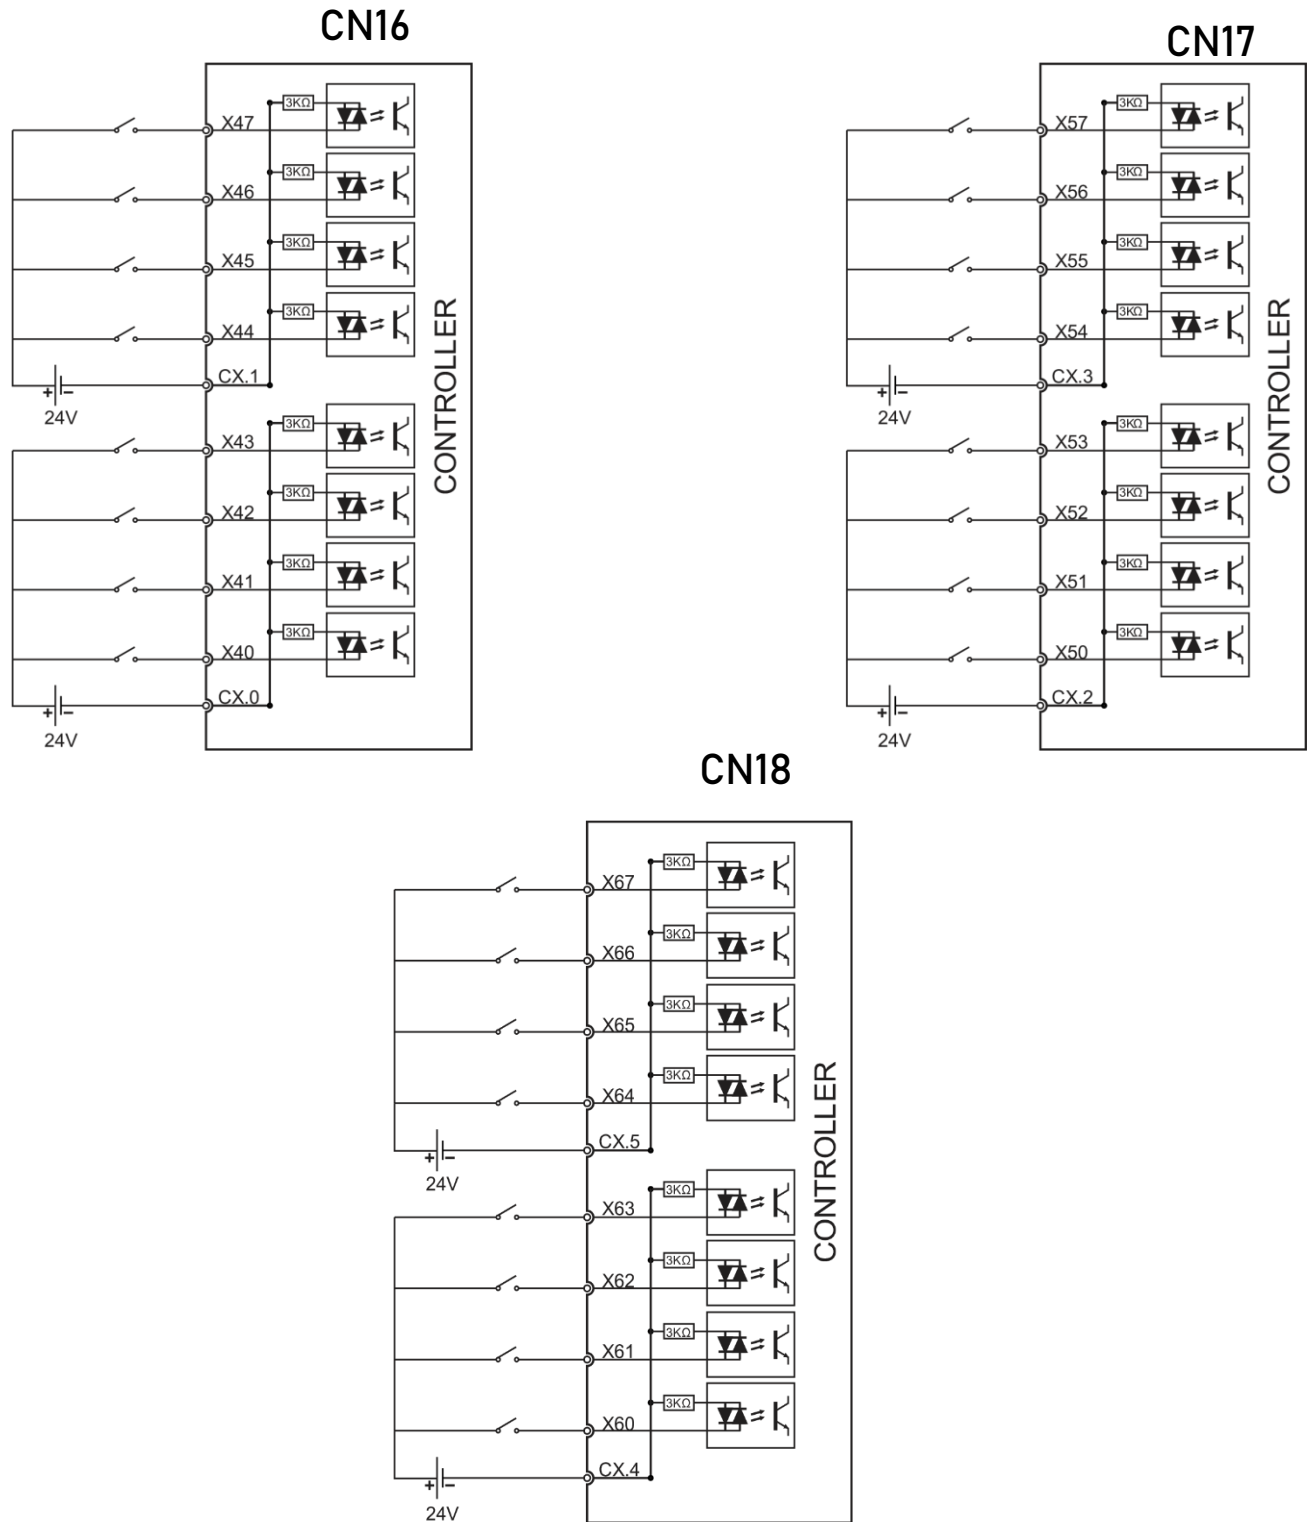 CN16
3KΩ
X47
3KΩ
X46
3KΩ
X45
3KΩ
X44
CX.1
+ −
24V
3KΩ
X43
3KΩ
X42
3KΩ
X41
3KΩ
X40
CX.0
+ −
24V
CONTROLLER
CN17
3KΩ
X57
3KΩ
X56
3KΩ
X55
3KΩ
X54
CX.3
+ −
24V
3KΩ
X53
3KΩ
X52
3KΩ
X51
3KΩ
X50
CX.2
+ −
24V
CONTROLLER
CN18
3KΩ
X67
3KΩ
X66
3KΩ
X65
3KΩ
X64
CX.5
+ −
24V
3KΩ
X63
3KΩ
X62
3KΩ
X61
3KΩ
X60
CX.4
+ −
24V
CONTROLLER